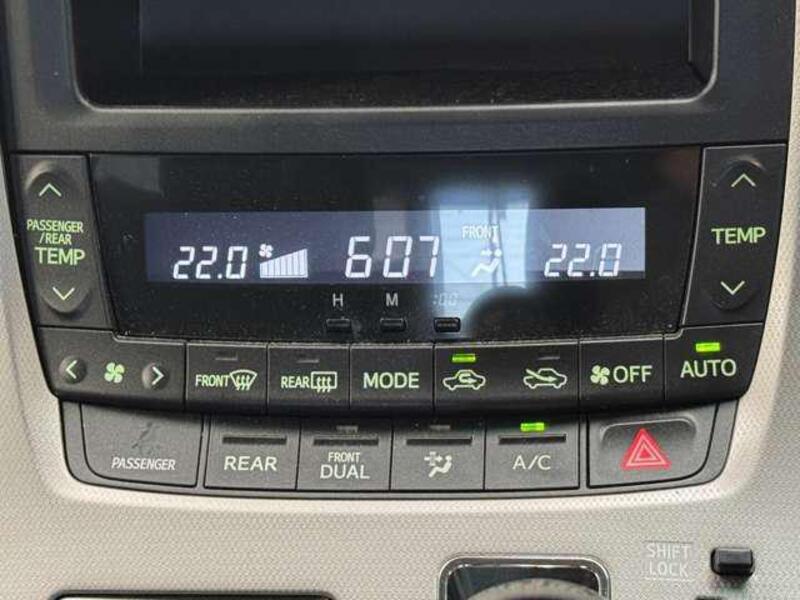 PASSENGER
/REAR
TEMP
22.0
6:07
FRONT
22.0
TEMP
H M :00
FRONT
REAR
MODE
OFF
AUTO
PASSENGER
REAR
FRONT
DUAL
A/C
SHIFT
LOCK